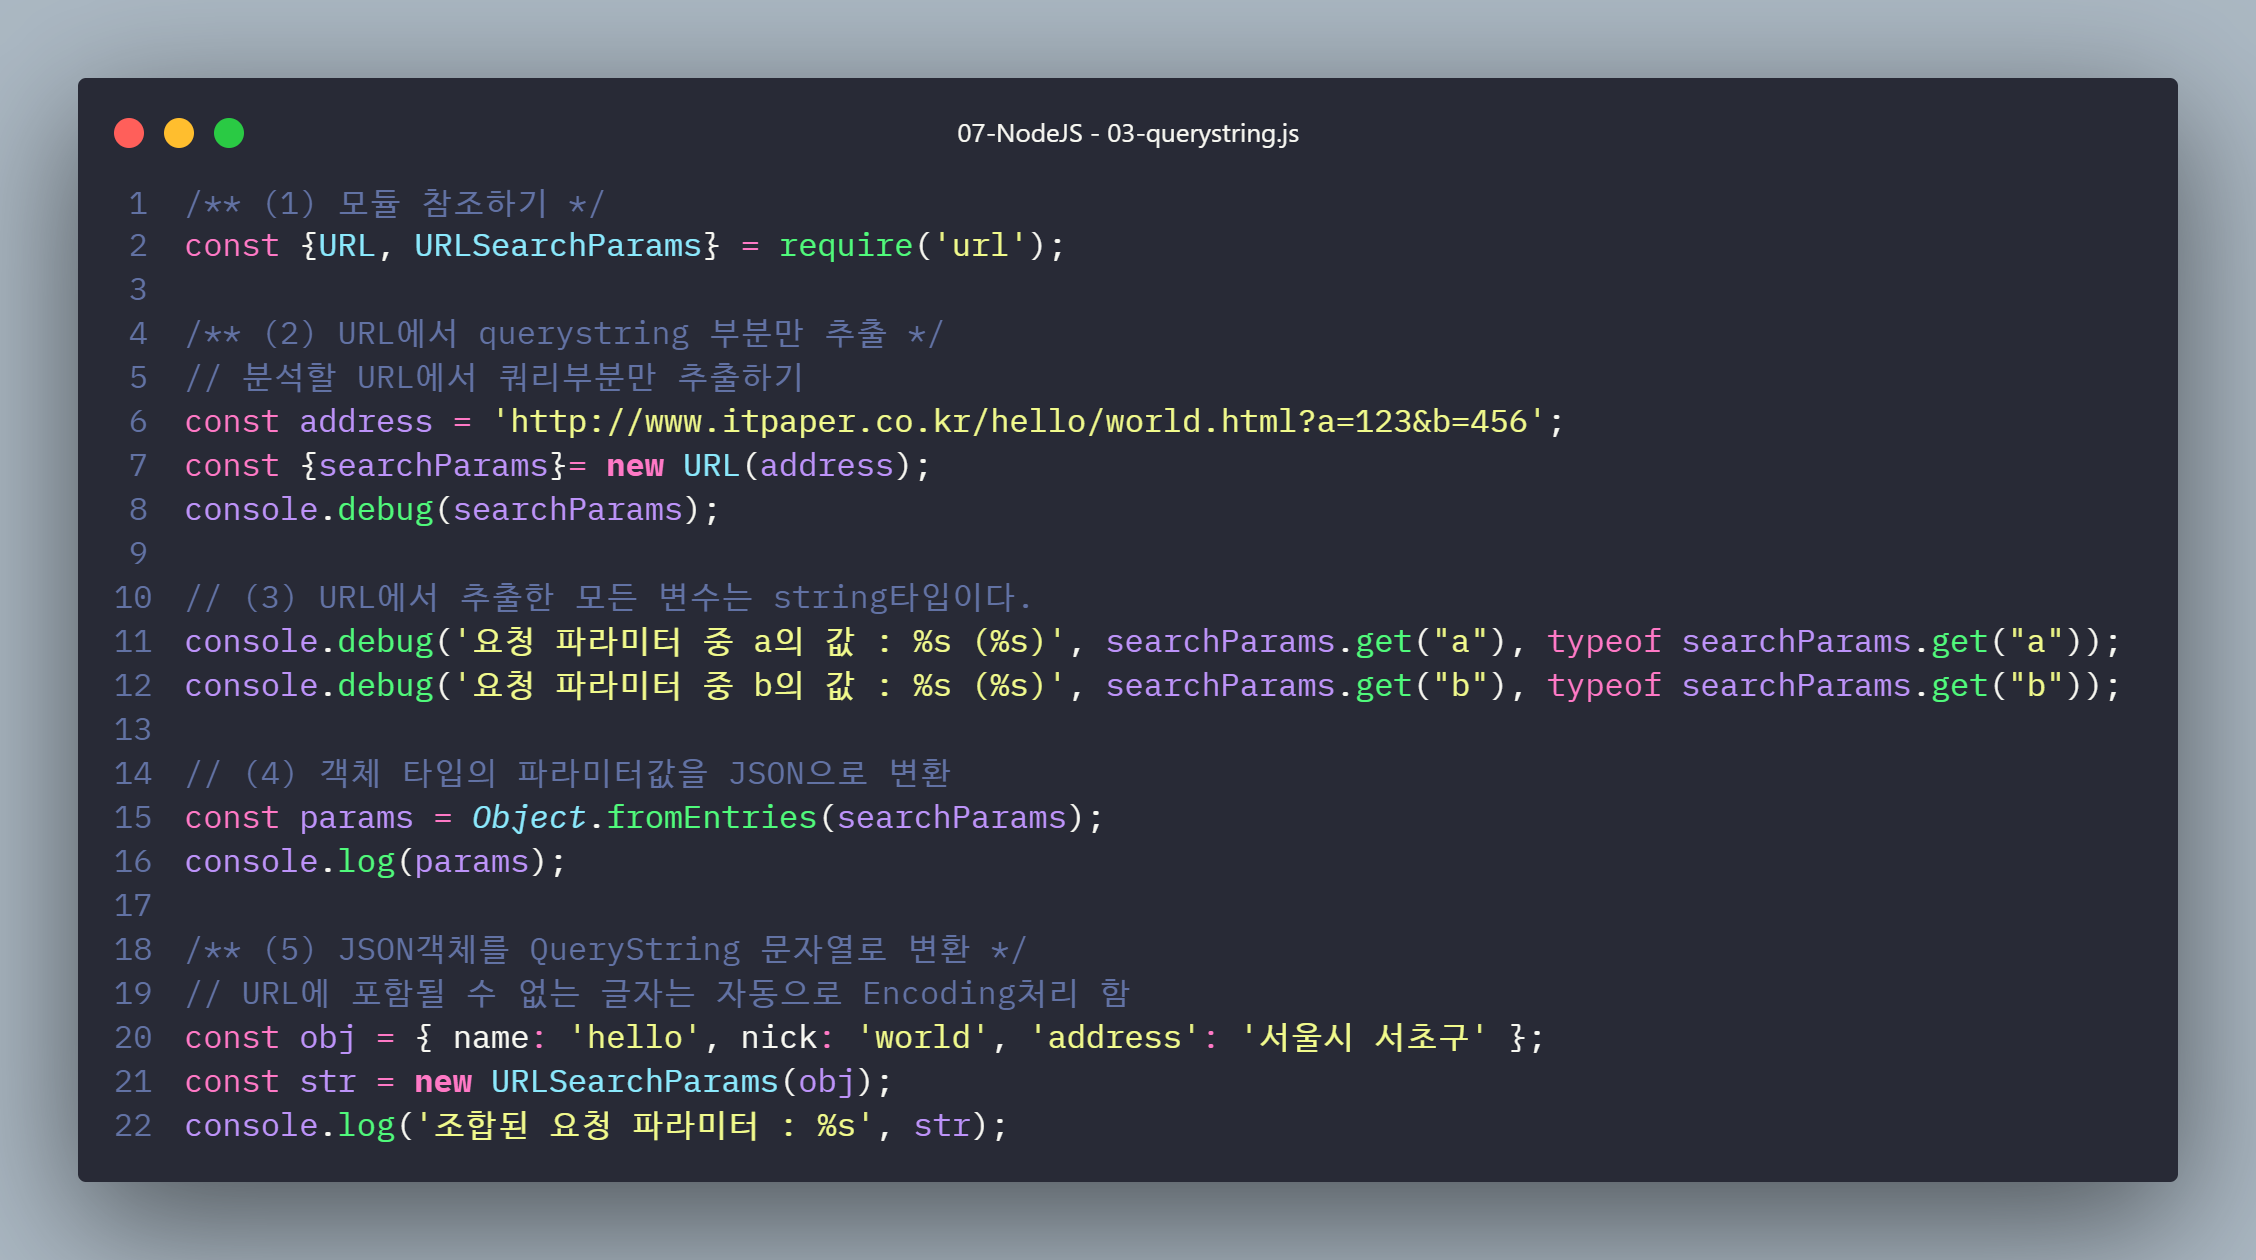 07-NodeJS - 03-querystring.js
1 /** (1) 모듈 참조하기 */
2 const {URL, URLSearchParams} = require('url');
3
4 /** (2) URL에서 querystring 부분만 추출 */
5 // 분석할 URL에서 쿼리부분만 추출하기
6 const address = 'http://www.itpaper.co.kr/hello/world.html?a=123&b=456';
7 const {searchParams}= new URL(address);
8 console.debug(searchParams);
9
10 // (3) URL에서 추출한 모든 변수는 string타입이다.
11 console.debug('요청 파라미터 중 a의 값 : %s (%s)', searchParams.get("a"), typeof searchParams.get("a"));
12 console.debug('요청 파라미터 중 b의 값 : %s (%s)', searchParams.get("b"), typeof searchParams.get("b"));
13
14 // (4) 객체 타입의 파라미터값을 JSON으로 변환
15 const params = Object.fromEntries(searchParams);
16 console.log(params);
17
18 /** (5) JSON객체를 QueryString 문자열로 변환 */
19 // URL에 포함될 수 없는 글자는 자동으로 Encoding처리 함
20 const obj = { name: 'hello', nick: 'world', 'address': '서울시 서초구' };
21 const str = new URLSearchParams(obj);
22 console.log('조합된 요청 파라미터 : %s', str);